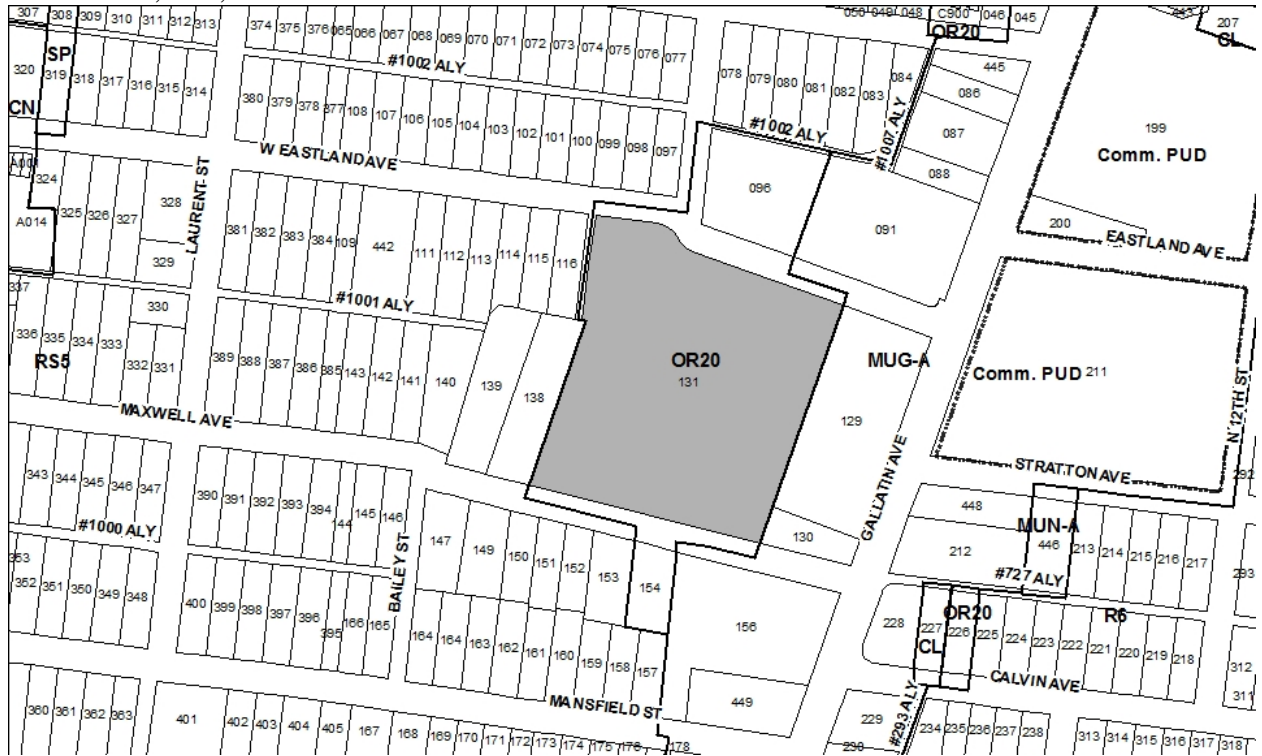 307 308 309 310 311 312 313 374 375 376 065 066 067 068 069 070 071 072 073 074 075 076 077 C900 046 045 207
OR20
CL
SP
#1002 ALY
320 319 318 317 316 315 314 078 079 080 081 082 083 084 445
086
CN
380 379 378 377 108 107 106 105 104 103 102 101 100 099 098 097
#1002 ALY
#1007 ALY
087
199
Comm. PUD
W EASTLAND AVE
088
324
325 326 327 328
LAURENT ST
096
091
200
EASTLAND AVE
A014
381 382 383 384 109 442 111 112 113 114 115 116
329
337
330
#1001 ALY
336 335 334 333
RS5
332 331
389 388 387 386 385 143 142 141 140 139 138
OR20
131
MUG-A
Comm. PUD 211
129
N 12TH ST
MAXWELL AVE
GALLATIN AVE
STRATTON AVE
343 344 345 346 347 390 391 392 393 394 144 145 146
292
448
MUN-A
#1000 ALY
BAILEY ST
147 149 150 151 152 153 154
130
212
446 213 214 215 216 217
293
353
352 351 350 349 348
#727 ALY
400 399 398 397 396 395 166 165
164 164 163 162 161 160 159 158 157
156
228 227 226 225 224 223 222 221 220 219 218
OR20
R6
CL
312
311
CALVIN AVE
MANSFIELD ST
449
#293 ALY
229
230
360 361 362 363 401 402 403 404 405 167 168 169 170 171 172 173 174 175 176 178
234 235 236 237 238 313 314 315 316 317 318